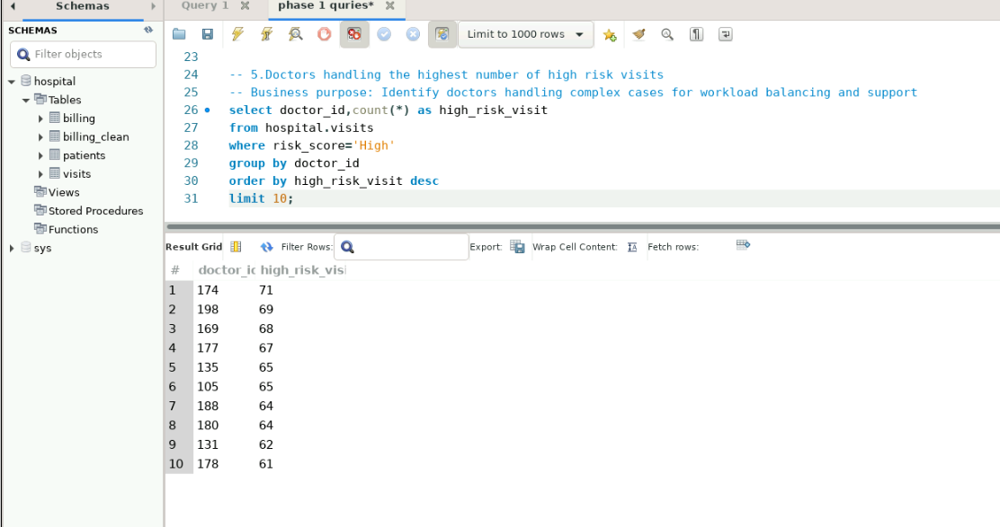 Schemas
Query 1
phase 1 quries*
SCHEMAS
Limit to 1000 rows
Filter objects
hospital
Tables
billing
billing_clean
patients
visits
Views
Stored Procedures
Functions
sys
23
24 -- 5.Doctors handling the highest number of high risk visits
25 -- Business purpose: Identify doctors handling complex cases for workload balancing and support
26 select doctor_id,count(*) as high_risk_visit
27 from hospital.visits
28 where risk_score='High'
29 group by doctor_id
30 order by high_risk_visit desc
31 limit 10;
Result Grid Filter Rows: Export: Wrap Cell Content: Fetch rows:
# doctor_id high_risk_visi
1 174 71
2 198 69
3 169 68
4 177 67
5 135 65
6 105 65
7 188 64
8 180 64
9 131 62
10 178 61